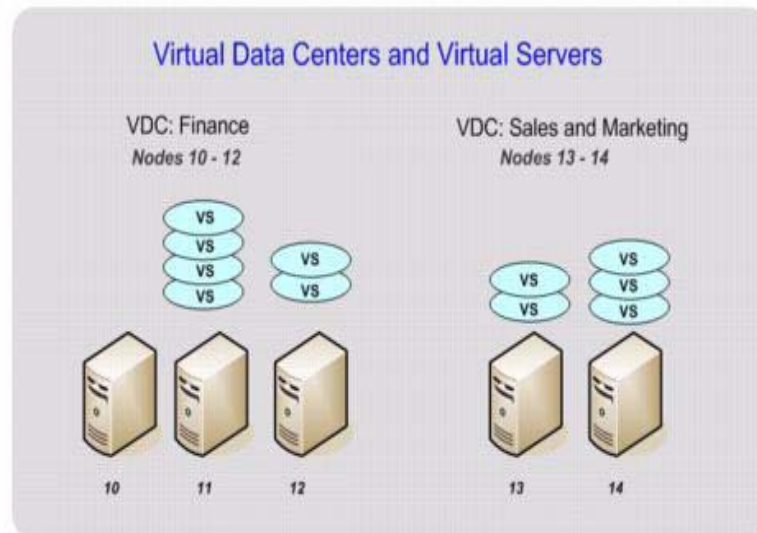 Virtual Data Centers and Virtual Servers
VDC: Finance
Nodes 10 - 12
VDC: Sales and Marketing
Nodes 13 - 14
VS
VS
VS
VS
VS
VS
VS
VS
VS
VS
VS
10
11
12
13
14